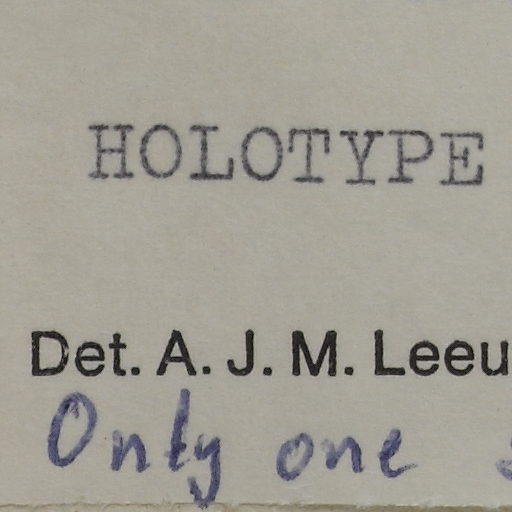 HOLOTYPE
Det. A. J. M. Leeu
Only one